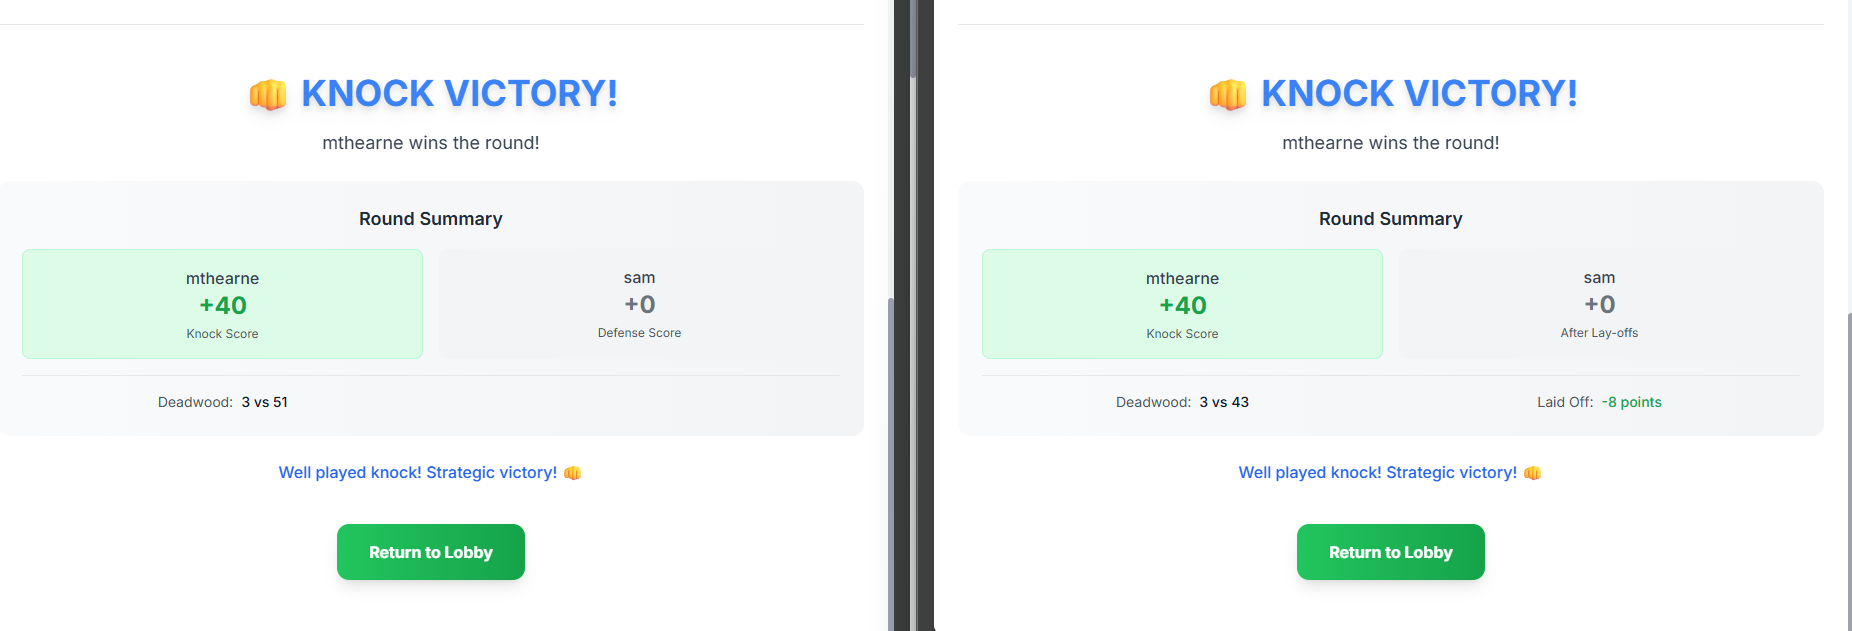 👊 KNOCK VICTORY!
mthearne wins the round!
Round Summary
mthearne
+40
Knock Score
sam
+0
Defense Score
Deadwood: 3 vs 51
Well played knock! Strategic victory! 👊
Return to Lobby
👊 KNOCK VICTORY!
mthearne wins the round!
Round Summary
mthearne
+40
Knock Score
sam
+0
After Lay-offs
Deadwood: 3 vs 43
Laid Off: -8 points
Well played knock! Strategic victory! 👊
Return to Lobby